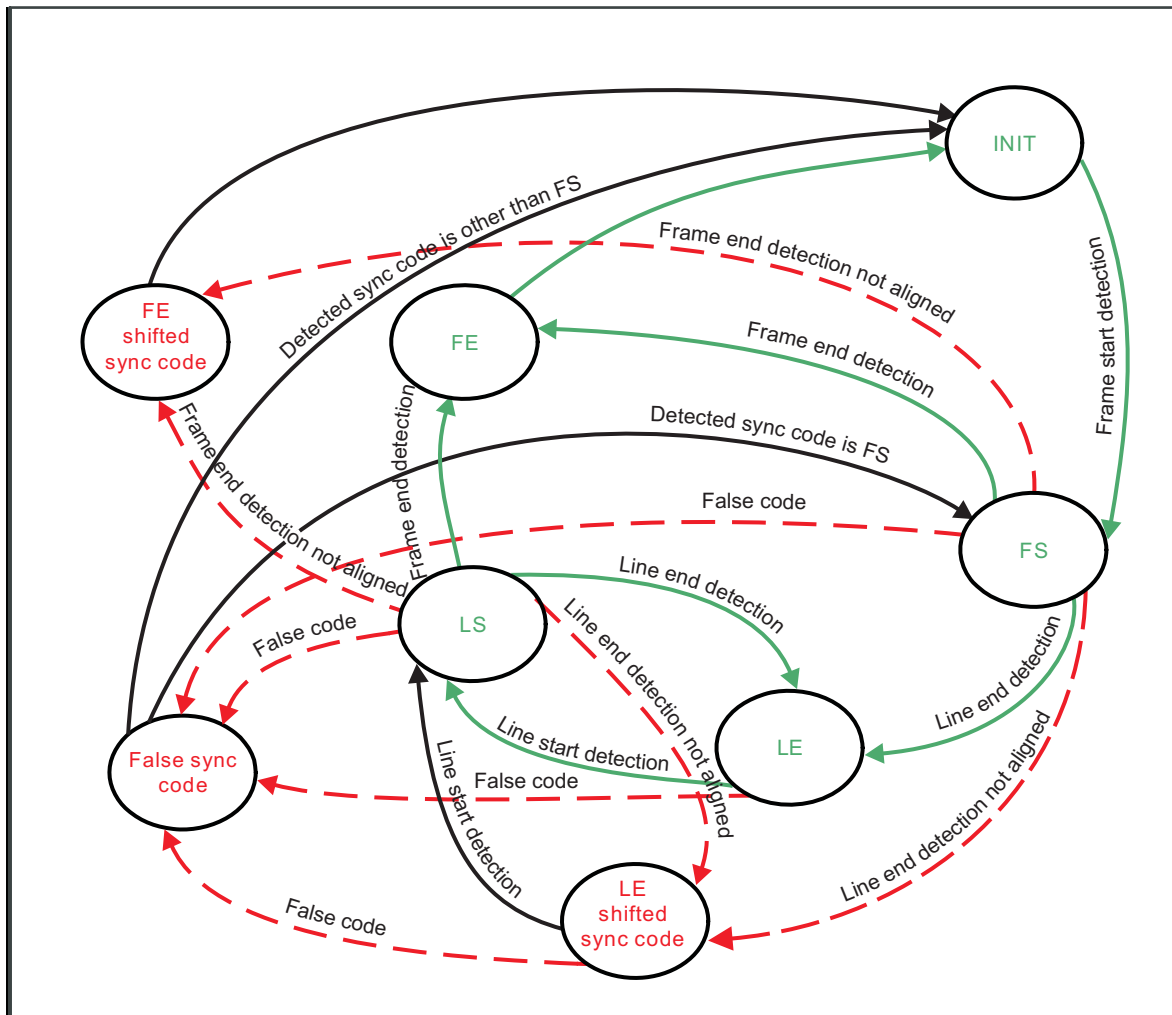 INIT
Detected sync code is other than FS
Frame end detection not aligned
Frame start detection
FE
shifted
sync code
FE
Frame end detection
Frame end detection
Detected sync code is FS
Frame end detection not aligned
False code
FS
Line end detection
LS
False code
Line end detection not aligned
Line end detection
LE
Line start detection
False sync
code
False code
Line start detection
Line end detection not aligned
LE
shifted
sync code
False code